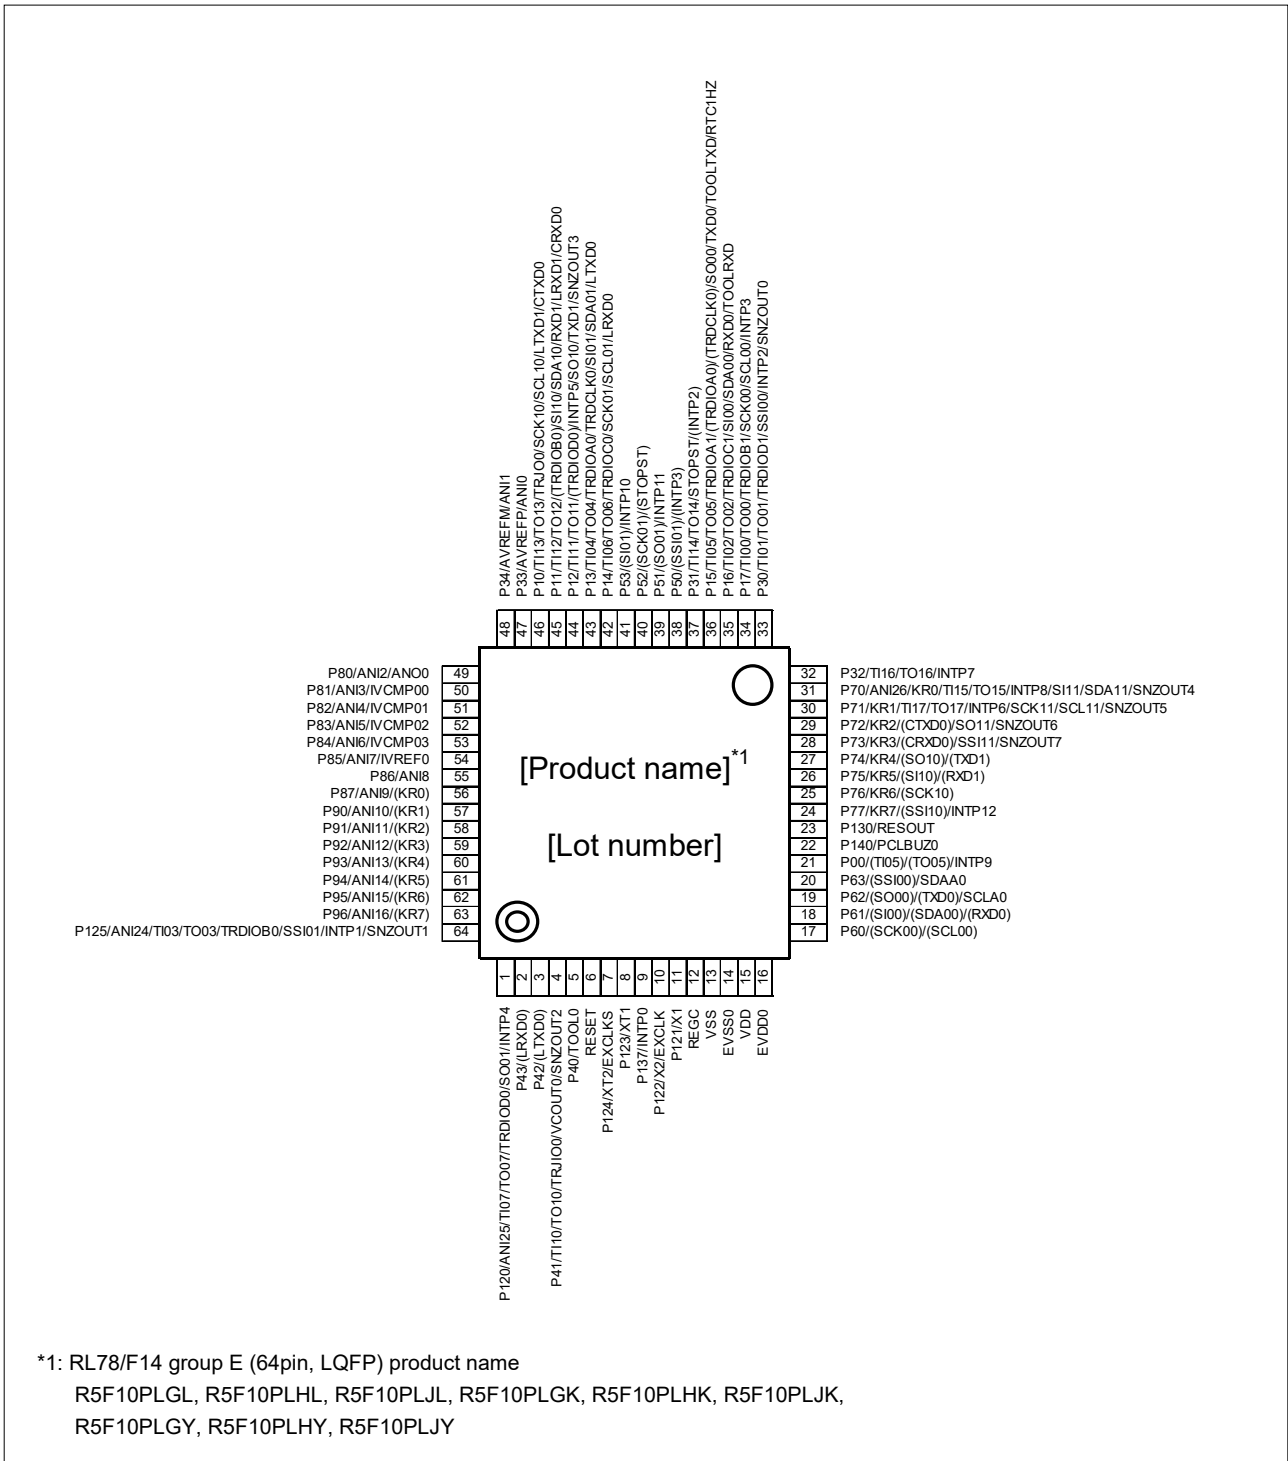 P34/AVREFM/ANI1
P33/AVREFP/ANI0
P10/TI13/TO13/TRJO0/SCK10/SCL10/LTXD1/CTXD0
P11/TI12/TO12/(TRDIOB0)/SI10/SDA10/RXD1/LRXD1/CRXD0
P12/TI11/TO11/(TRDIOD0)/INTP5/SO10/TXD1/SNZOUT3
P13/TI04/TO04/TRDIOA0/TRDCLK0/SI01/SDA01/LTXD0
P14/TI06/TO06/TRDIOC0/SCK01/SCL01/LRXD0
P53/(SI01)/INTP10
P52/(SCK01)/(STOPST)
P51/(SO01)/INTP11
P50/(SSI01)/(INTP3)
P31/TI14/TO14/STOPST/(INTP2)
P15/TI05/TO05/TRDIOA1/(TRDIOA0)/(TRDCLK0)/SO00/TXD0/TOOLTXD/RTC1HZ
P16/TI02/TO02/TRDIOC1/SI00/SDA00/RXD0/TOOLRXD
P17/TI00/TO00/TRDIOB1/SCK00/SCL00/INTP3
P30/TI01/TO01/TRDIOD1/SSI00/INTP2/SNZOUT0
48 47 46 45 44 43 42 41 40 39 38 37 36 35 34 33
P80/ANI2/ANO0 49
P81/ANI3/IVCMP00 50
P82/ANI4/IVCMP01 51
P83/ANI5/IVCMP02 52
P84/ANI6/IVCMP03 53
P85/ANI7/IVREF0 54
P86/ANI8 55
P87/ANI9/(KR0) 56
P90/ANI10/(KR1) 57
P91/ANI11/(KR2) 58
P92/ANI12/(KR3) 59
P93/ANI13/(KR4) 60
P94/ANI14/(KR5) 61
P95/ANI15/(KR6) 62
P96/ANI16/(KR7) 63
P125/ANI24/TI03/TO03/TRDIOB0/SSI01/INTP1/SNZOUT1 64
[Product name]*1
[Lot number]
32 P32/TI16/TO16/INTP7
31 P70/ANI26/KR0/TI15/TO15/INTP8/SI11/SDA11/SNZOUT4
30 P71/KR1/TI17/TO17/INTP6/SCK11/SCL11/SNZOUT5
29 P72/KR2/(CTXD0)/SO11/SNZOUT6
28 P73/KR3/(CRXD0)/SSI11/SNZOUT7
27 P74/KR4/(SO10)/(TXD1)
26 P75/KR5/(SI10)/(RXD1)
25 P76/KR6/(SCK10)
24 P77/KR7/(SSI10)/INTP12
23 P130/RESOUT
22 P140/PCLBUZ0
21 P00/(TI05)/(TO05)/INTP9
20 P63/(SSI00)/SDAA0
19 P62/(SO00)/(TXD0)/SCLA0
18 P61/(SI00)/(SDA00)/(RXD0)
17 P60/(SCK00)/(SCL00)
1 2 3 4 5 6 7 8 9 10 11 12 13 14 15 16
P120/ANI25/TI07/TO07/TRDIOD0/SO01/INTP4
P43/(LRXD0)
P42/(LTXD0)
P41/TI10/TO10/TRJIO0/VCOUT0/SNZOUT2
P40/TOOL0
RESET
P124/XT2/EXCLKS
P123/XT1
P137/INTP0
P122/X2/EXCLK
P121/X1
REGC
VSS
EVSS0
VDD
EVDD0
*1: RL78/F14 group E (64pin, LQFP) product name
R5F10PLGL, R5F10PLHL, R5F10PLJL, R5F10PLGK, R5F10PLHK, R5F10PLJK,
R5F10PLGY, R5F10PLHY, R5F10PLJY